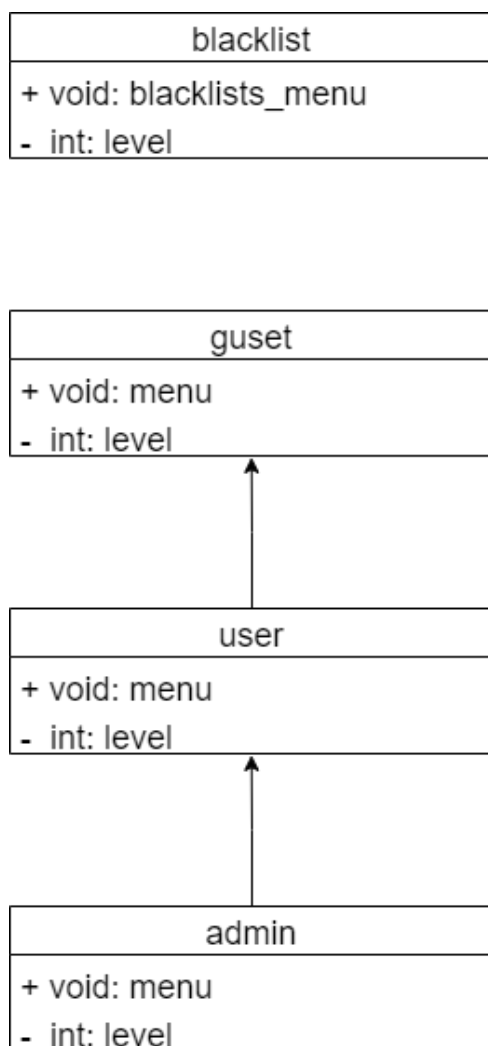 blacklist
+ void: blacklists_menu
- int: level
guset
+ void: menu
- int: level
user
+ void: menu
- int: level
admin
+ void: menu
- int: level